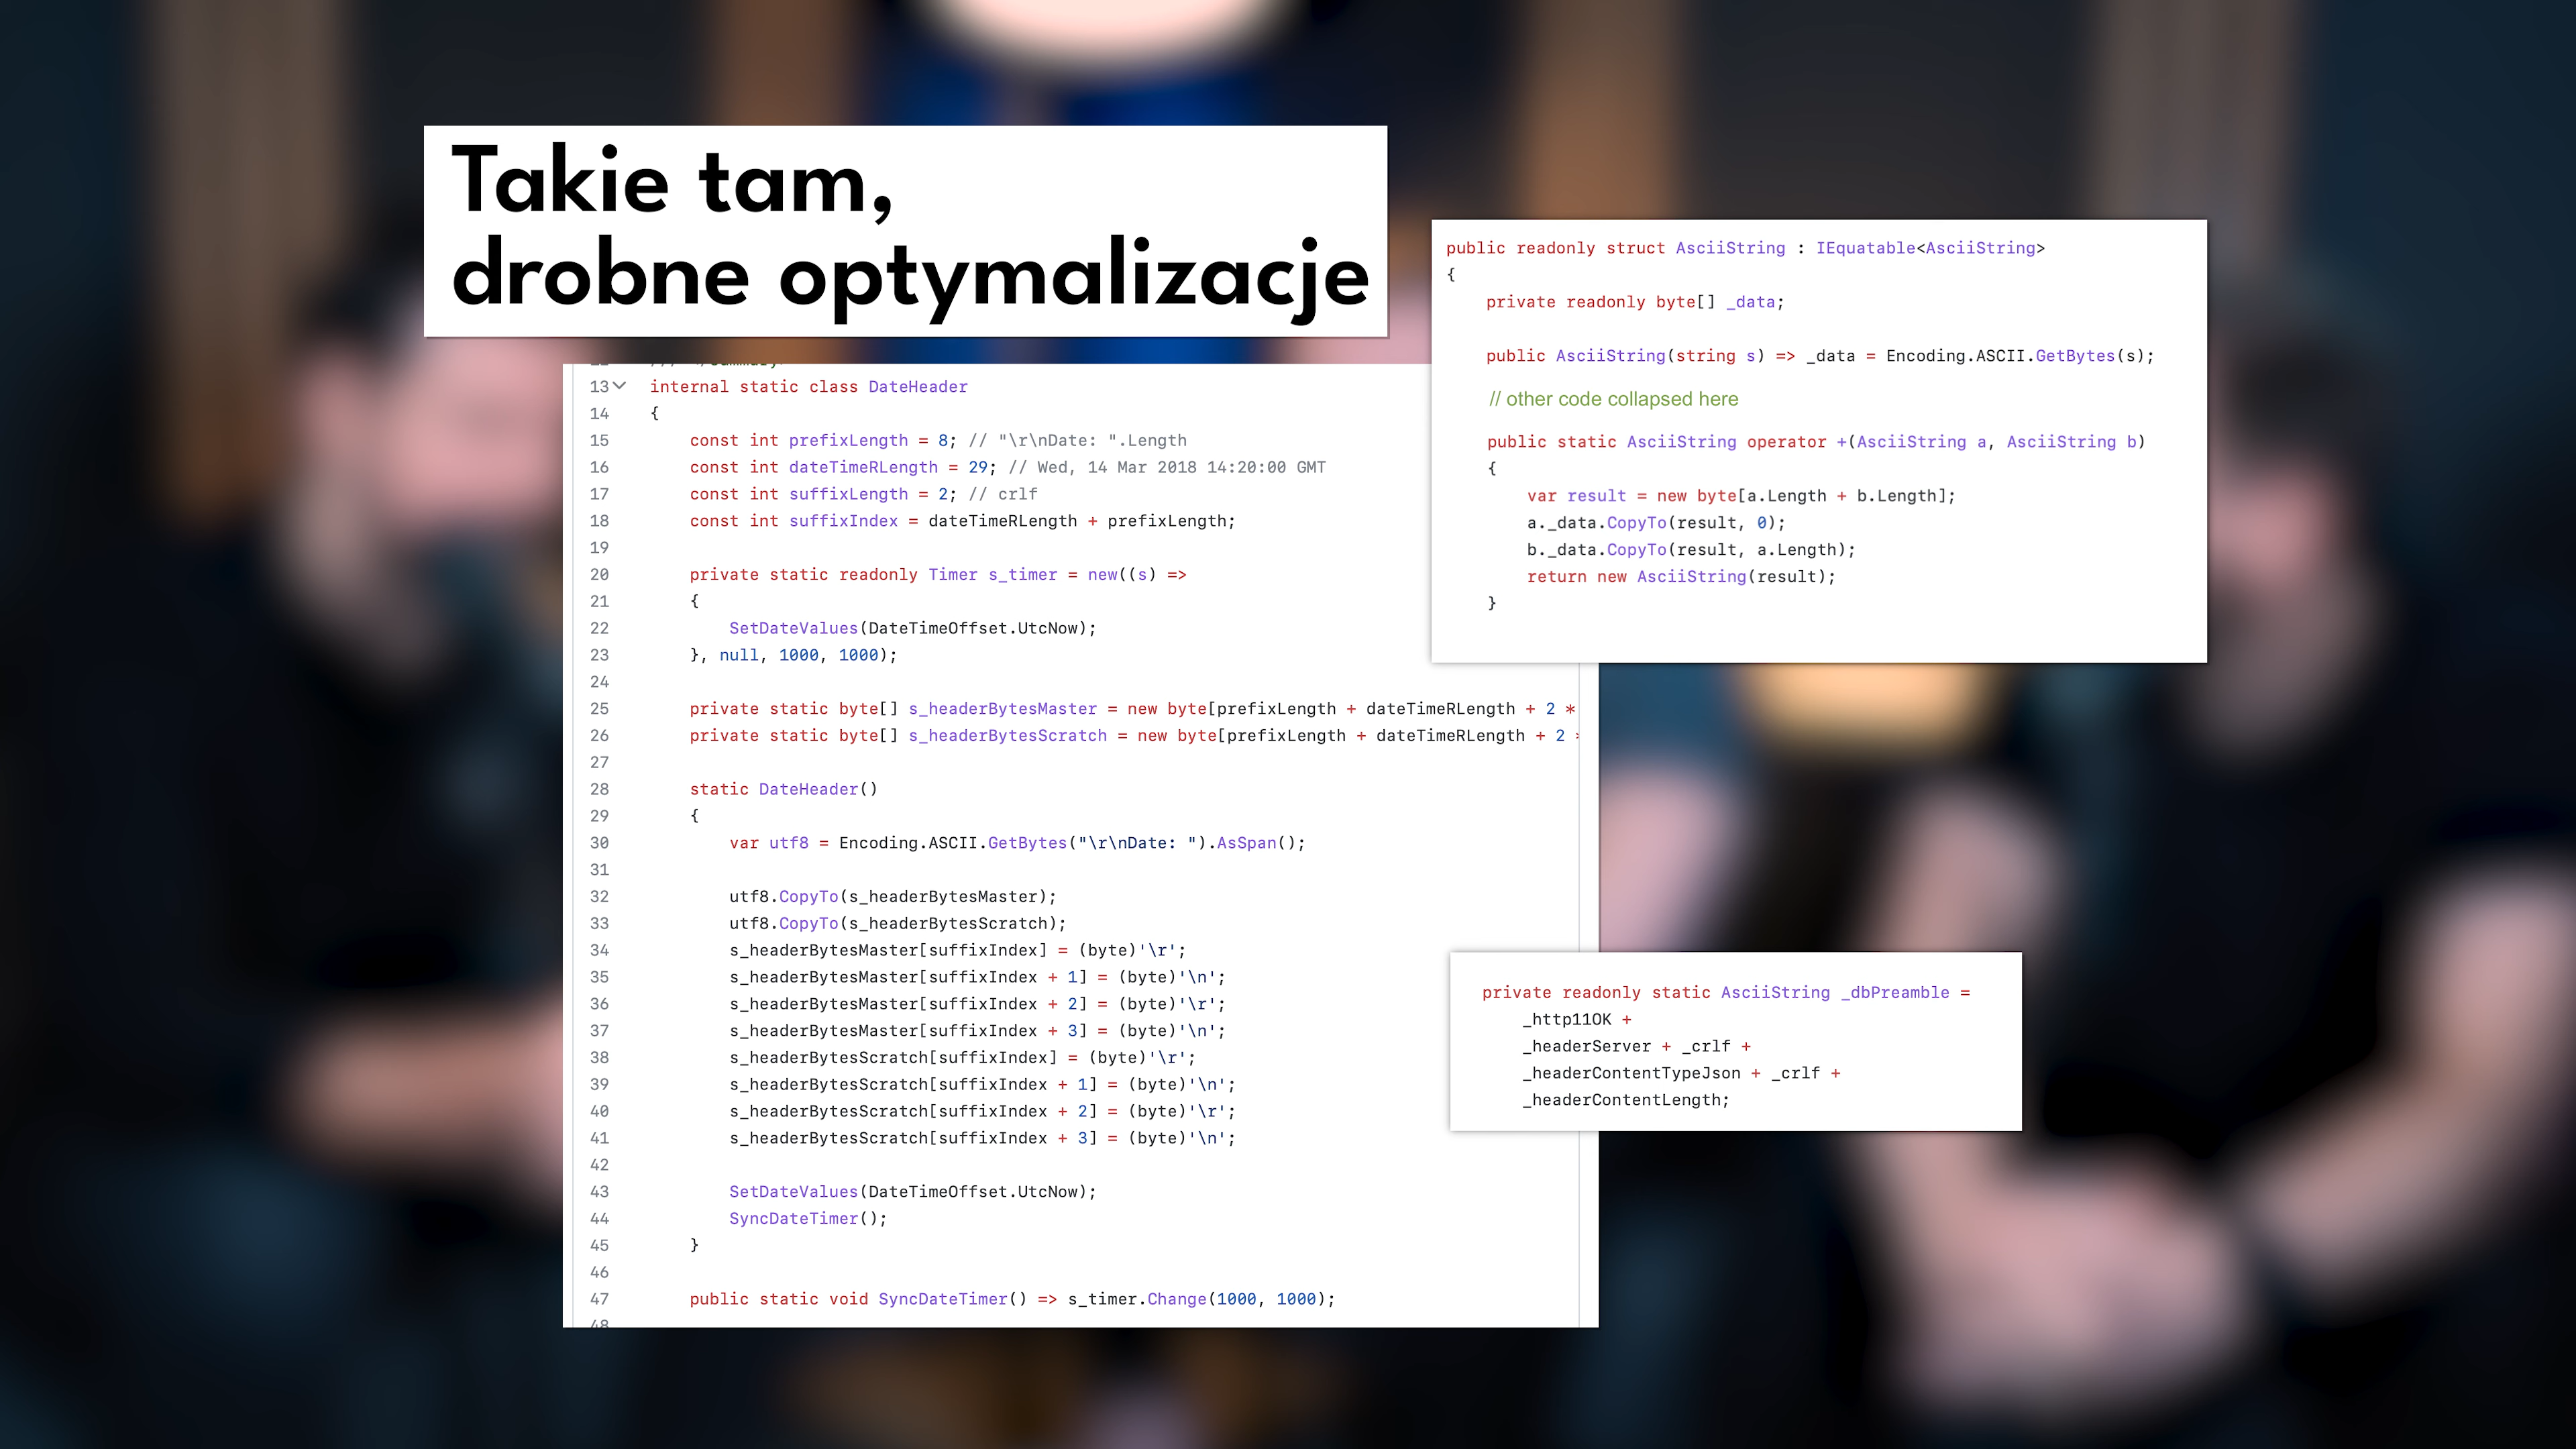 Takie tam,
drobne optymalizacje
13 internal static class DateHeader
14 {
15 const int prefixLength = 8; // "\r\nDate: ".Length
16 const int dateTimeRLength = 29; // Wed, 14 Mar 2018 14:20:00 GMT
17 const int suffixLength = 2; // crlf
18 const int suffixIndex = dateTimeRLength + prefixLength;
19
20 private static readonly Timer s_timer = new((s) =>
21 {
22 SetDateValues(DateTimeOffset.UtcNow);
23 }, null, 1000, 1000);
24
25 private static byte[] s_headerBytesMaster = new byte[prefixLength + dateTimeRLength + 2 *
26 private static byte[] s_headerBytesScratch = new byte[prefixLength + dateTimeRLength + 2
27
28 static DateHeader()
29 {
30 var utf8 = Encoding.ASCII.GetBytes("\r\nDate: ").AsSpan();
31
32 utf8.CopyTo(s_headerBytesMaster);
33 utf8.CopyTo(s_headerBytesScratch);
34 s_headerBytesMaster[suffixIndex] = (byte)'\r';
35 s_headerBytesMaster[suffixIndex + 1] = (byte)'\n';
36 s_headerBytesMaster[suffixIndex + 2] = (byte)'\r';
37 s_headerBytesMaster[suffixIndex + 3] = (byte)'\n';
38 s_headerBytesScratch[suffixIndex] = (byte)'\r';
39 s_headerBytesScratch[suffixIndex + 1] = (byte)'\n';
40 s_headerBytesScratch[suffixIndex + 2] = (byte)'\r';
41 s_headerBytesScratch[suffixIndex + 3] = (byte)'\n';
42
43 SetDateValues(DateTimeOffset.UtcNow);
44 SyncDateTimer();
45 }
46
47 public static void SyncDateTimer() => s_timer.Change(1000, 1000);
48
public readonly struct AsciiString : IEquatable<AsciiString>
{
private readonly byte[] _data;
public AsciiString(string s) => _data = Encoding.ASCII.GetBytes(s);
// other code collapsed here
public static AsciiString operator +(AsciiString a, AsciiString b)
{
var result = new byte[a.Length + b.Length];
a._data.CopyTo(result, 0);
b._data.CopyTo(result, a.Length);
return new AsciiString(result);
}
private readonly static AsciiString _dbPreamble =
_http11OK +
_headerServer + _crlf +
_headerContentTypeJson + _crlf +
_headerContentLength;